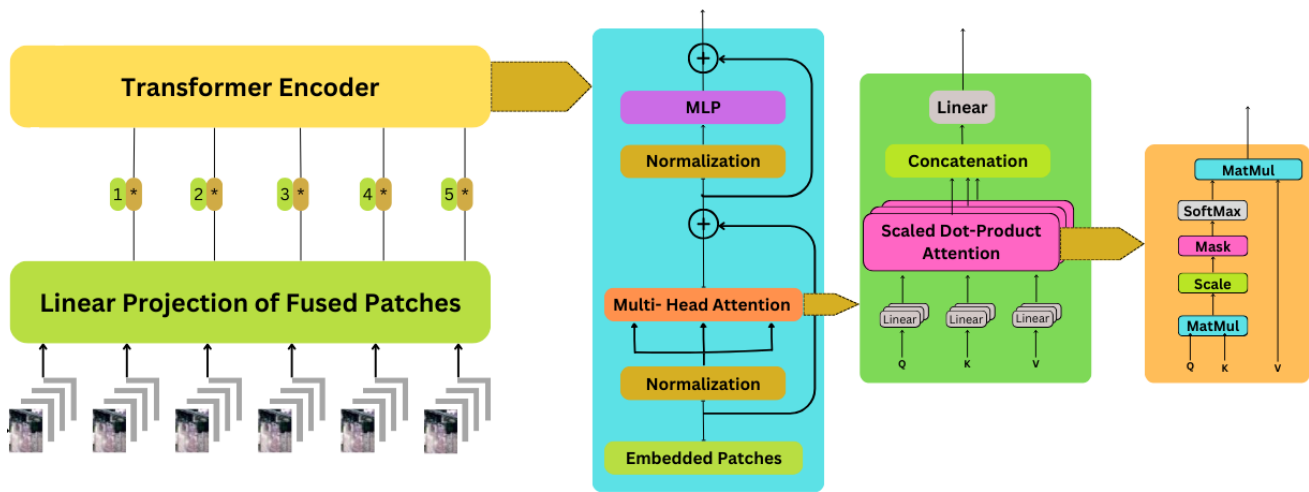 Transformer Encoder
1 * 2 * 3 * 4 * 5 *
Linear Projection of Fused Patches
+
MLP
Normalization
+
Multi- Head Attention
Normalization
Embedded Patches
Linear
Concatenation
Scaled Dot-Product
Attention
Linear Linear Linear
Q K V
MatMul
SoftMax
Mask
Scale
MatMul
Q K V